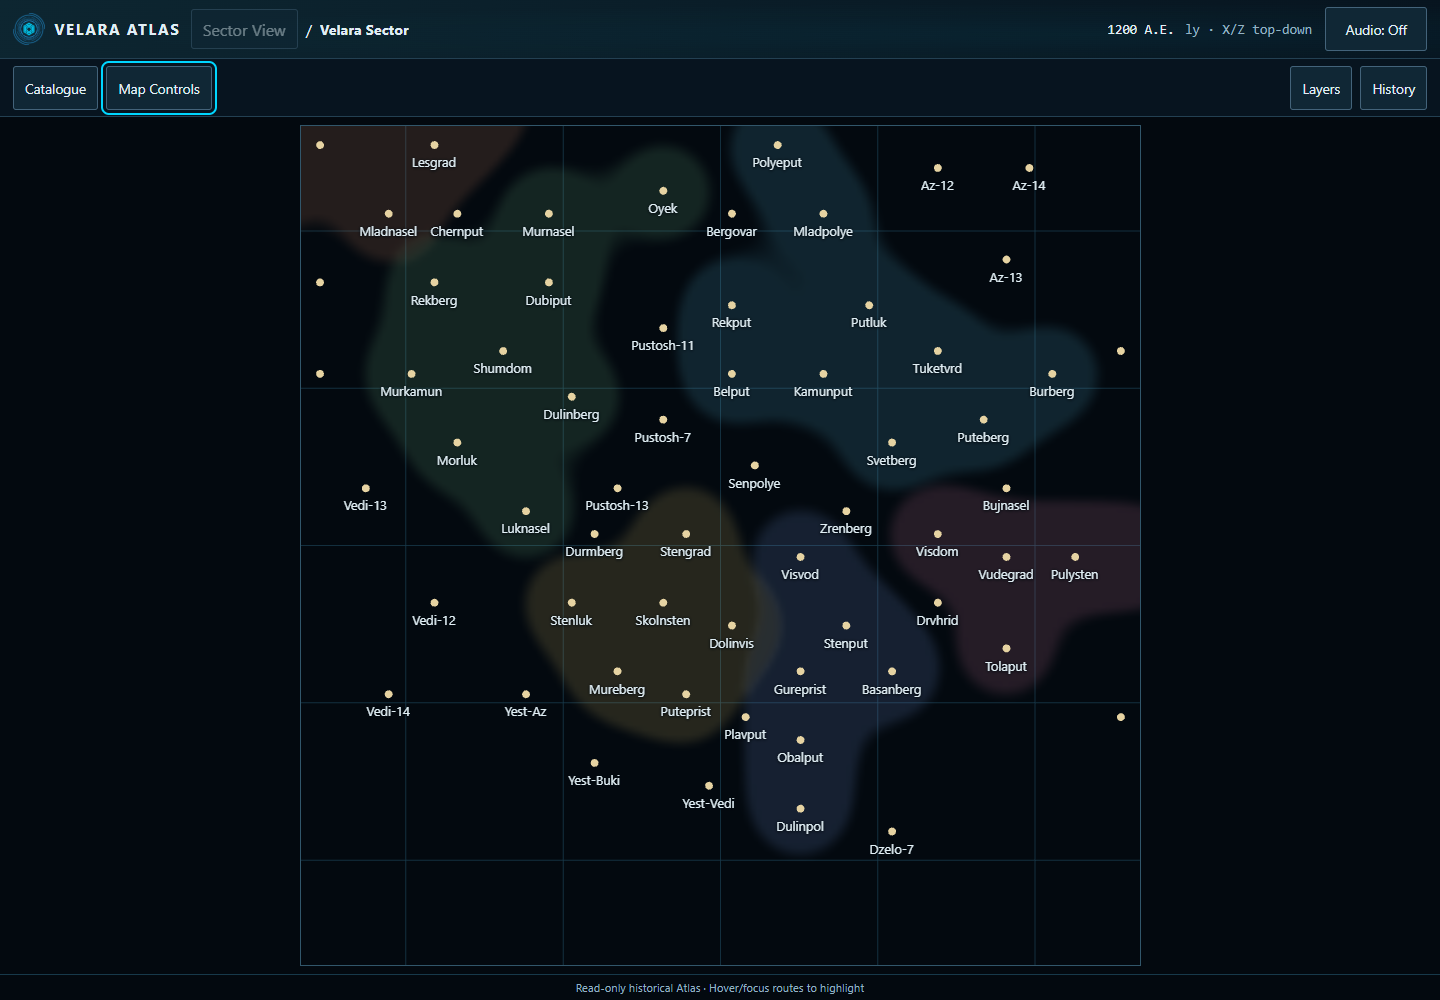 VELARA ATLAS
Sector View
/ Velara Sector
1200 A.E. ly · X/Z top-down
Audio: Off
Catalogue
Map Controls
Layers
History
Lesgrad
Polyeput
Az-12
Az-14
Oyek
Mladnasel
Chernput
Murnasel
Bergovar
Mladpolye
Az-13
Rekberg
Dubiput
Rekput
Putluk
Pustosh-11
Shumdom
Tuketvrd
Murkamun
Belput
Kamunput
Burberg
Dulinberg
Pustosh-7
Puteberg
Morluk
Svetberg
Senpolye
Vedi-13
Pustosh-13
Bujnasel
Luknasel
Zrenberg
Durmberg
Stengrad
Visdom
Visvod
Vudegrad
Pulysten
Vedi-12
Stenluk
Skolnsten
Drvhrid
Dolinvis
Stenput
Tolaput
Mureberg
Gureprist
Basanberg
Vedi-14
Yest-Az
Puteprist
Plavput
Obalput
Yest-Buki
Yest-Vedi
Dulinpol
Dzelo-7
Read-only historical Atlas · Hover/focus routes to highlight